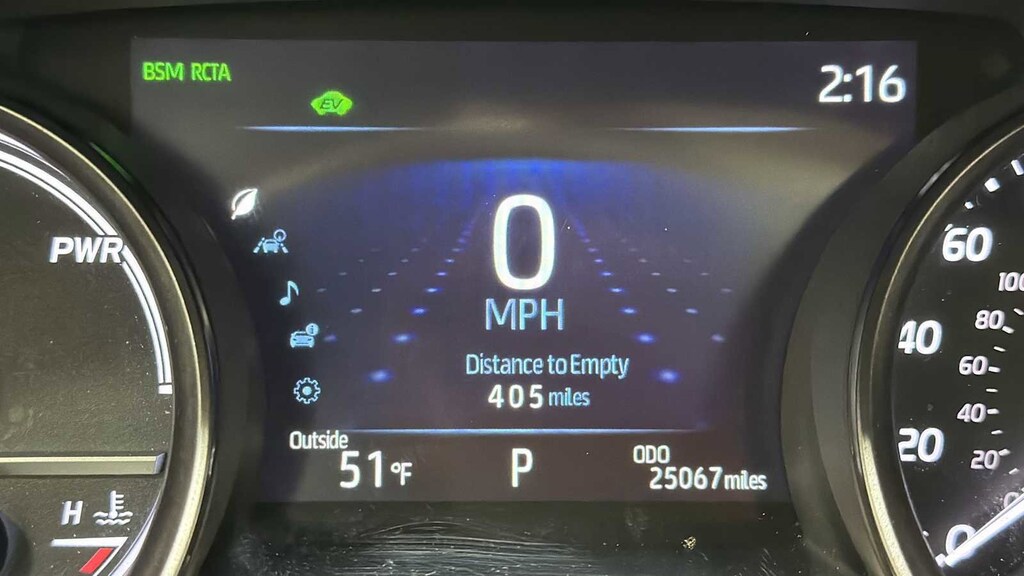 BSM RCTA
EV
2:16
0
MPH
Distance to Empty
405 miles
Outside
51°F
P
ODO
25067 miles
PWR
H
60
40
20
0
100
80
60
40
20